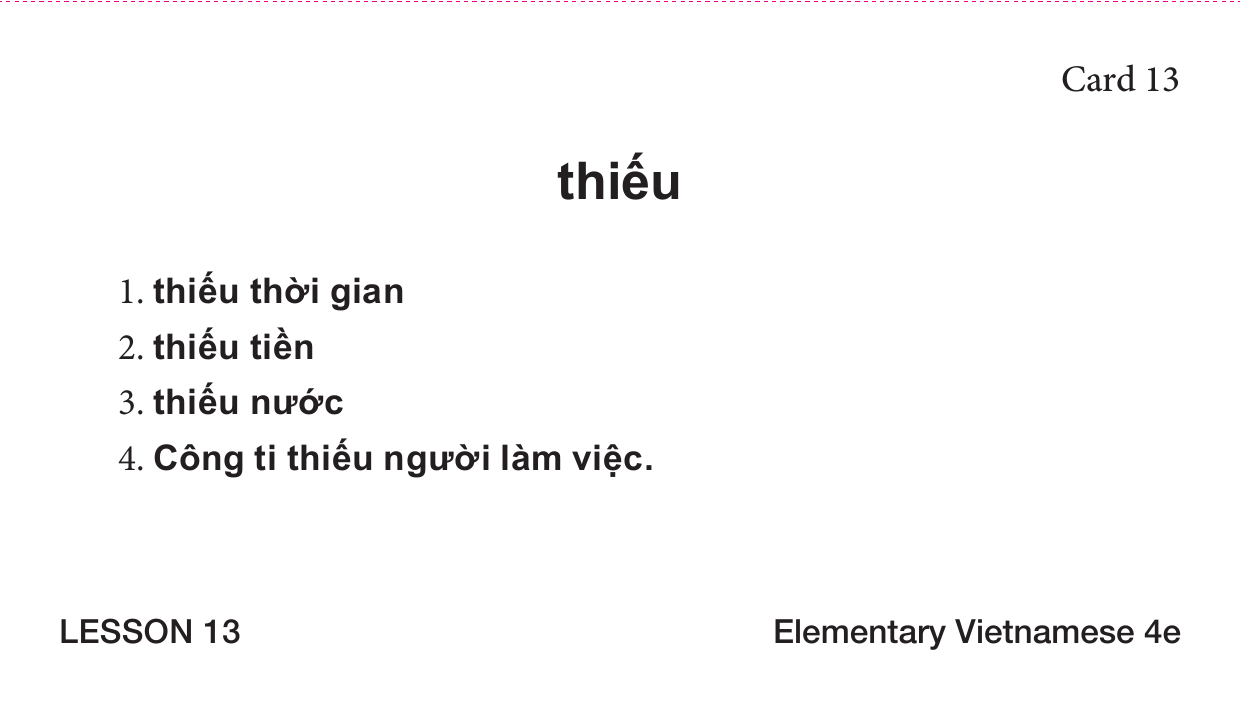 Card 13
thiếu
1. thiếu thời gian
2. thiếu tiền
3. thiếu nước
4. Công ti thiếu người làm việc.
LESSON 13
Elementary Vietnamese 4e